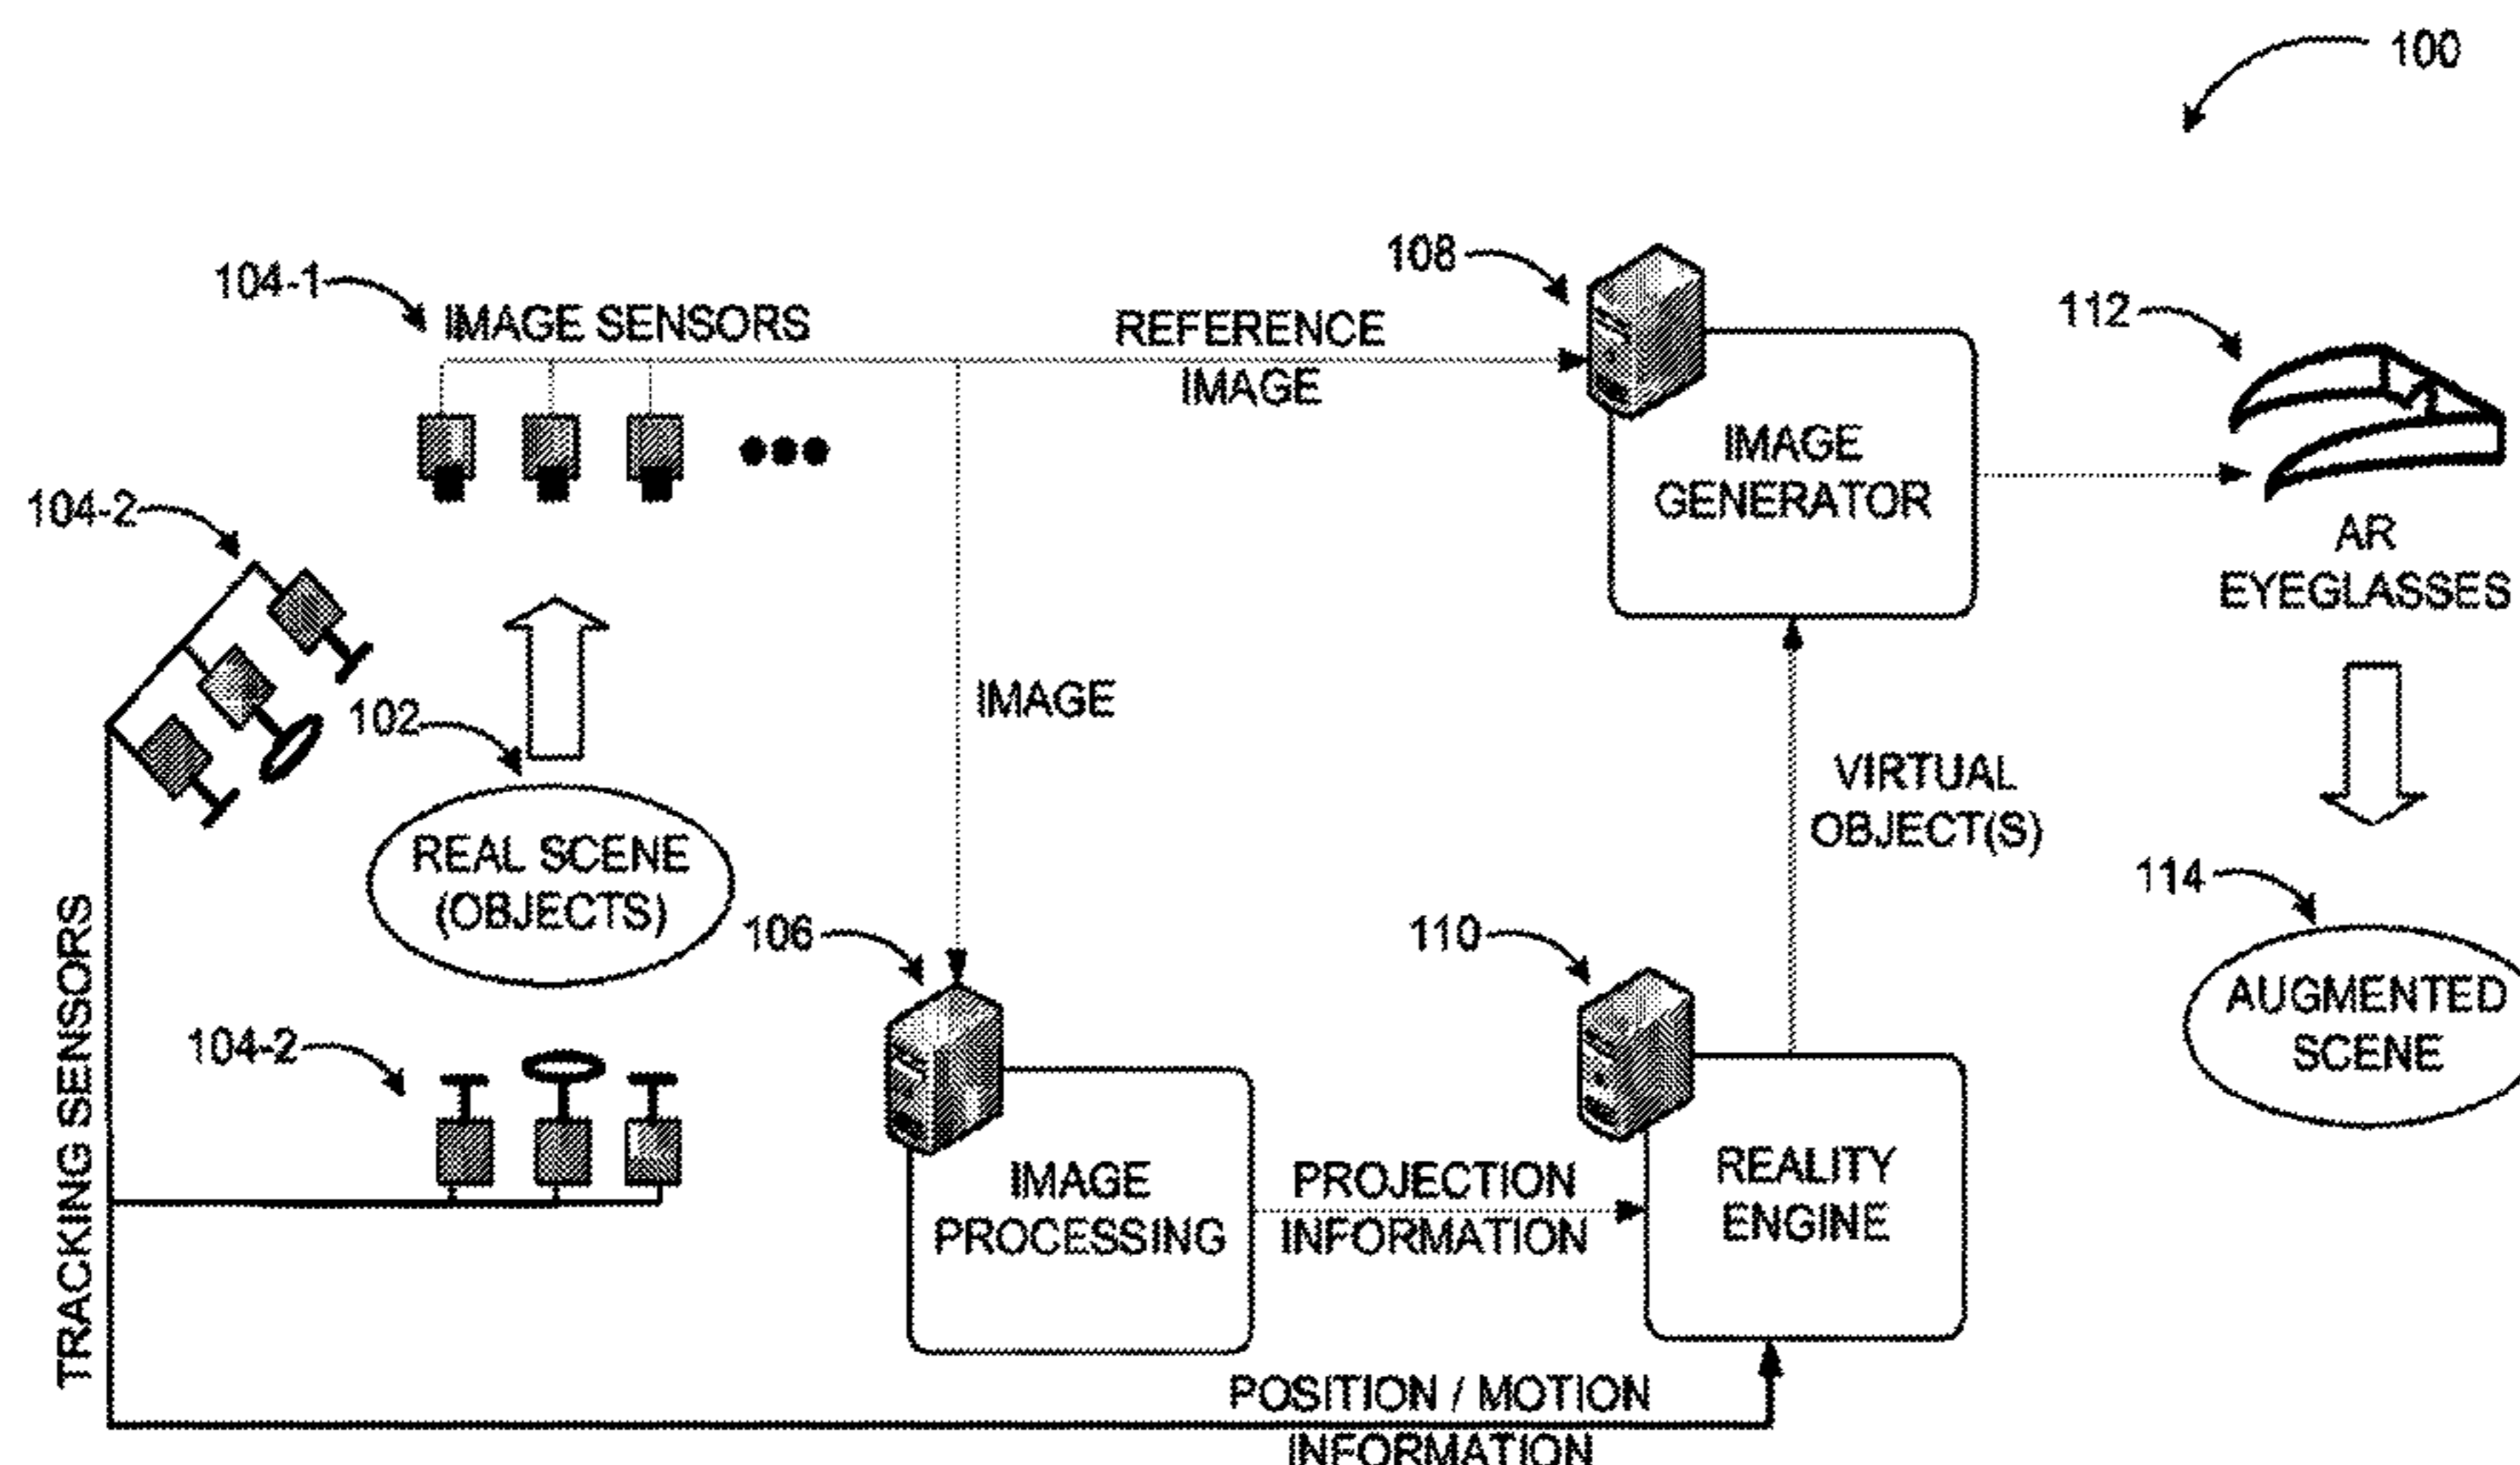 100
108
104-1
IMAGE SENSORS
REFERENCE
IMAGE
112
IMAGE
GENERATOR
104-2
AR
EYEGLASSES
IMAGE
102
VIRTUAL
OBJECT(S)
REAL SCENE
(OBJECTS)
114
106
110
AUGMENTED
SCENE
TRACKING SENSORS
104-2
IMAGE
PROCESSING
PROJECTION
INFORMATION
REALITY
ENGINE
POSITION / MOTION
INFORMATION